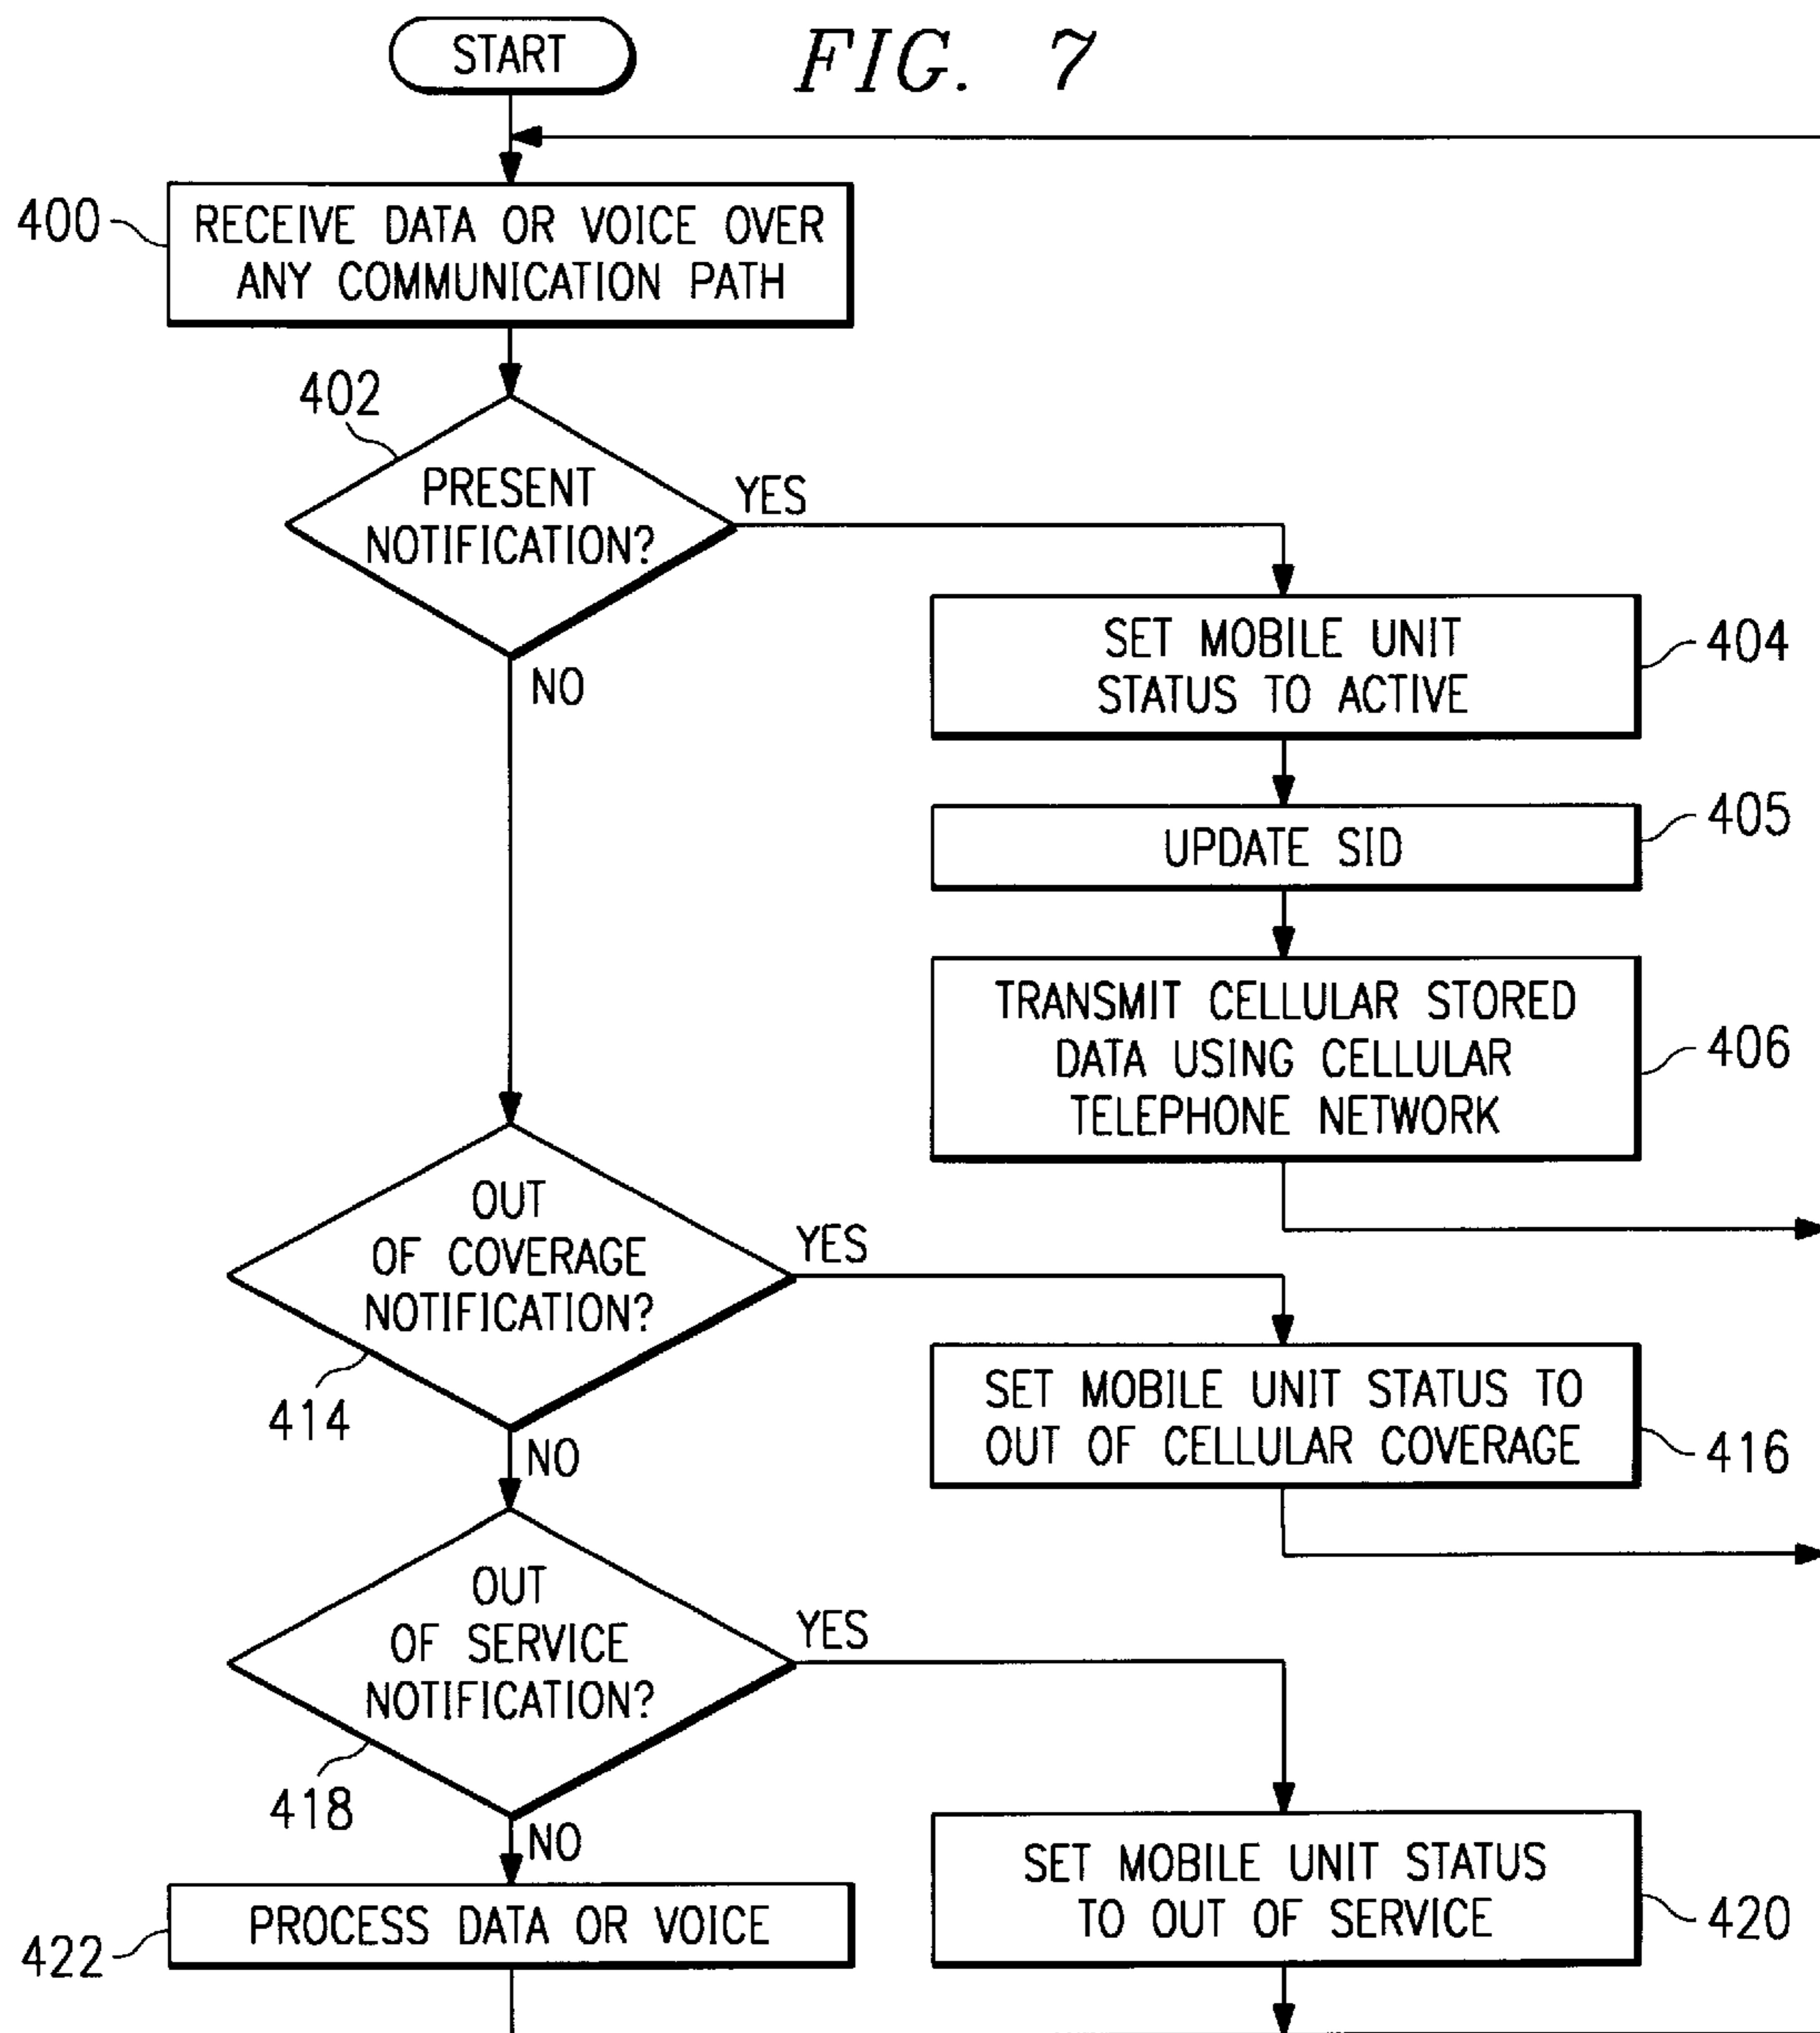 START
FIG. 7
400
RECEIVE DATA OR VOICE OVER
ANY COMMUNICATION PATH
402
PRESENT
NOTIFICATION?
YES
NO
SET MOBILE UNIT
STATUS TO ACTIVE
404
UPDATE SID
405
TRANSMIT CELLULAR STORED
DATA USING CELLULAR
TELEPHONE NETWORK
406
OUT
OF COVERAGE
NOTIFICATION?
YES
414
NO
SET MOBILE UNIT STATUS TO
OUT OF CELLULAR COVERAGE
416
OUT
OF SERVICE
NOTIFICATION?
YES
418
NO
SET MOBILE UNIT STATUS
TO OUT OF SERVICE
420
PROCESS DATA OR VOICE
422